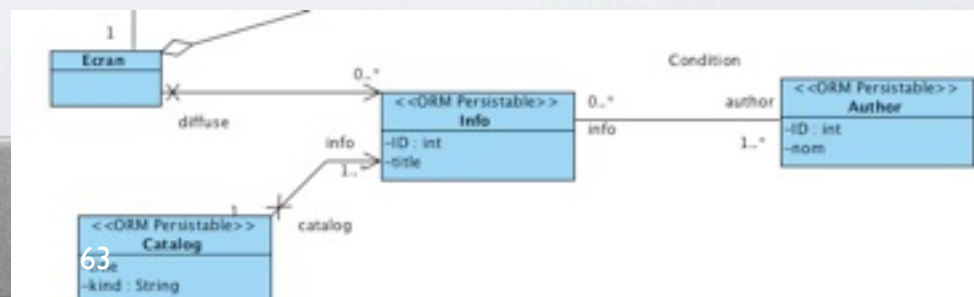 1
Ecran
0..*
diffuse
<<ORM Persistable>>
Info
-ID : int
-title
0..*
info
Condition
author
1..*
<<ORM Persistable>>
Author
-ID : int
-nom
info
1..*
1
catalog
<<ORM Persistable>>
Catalog
63
-kind : String